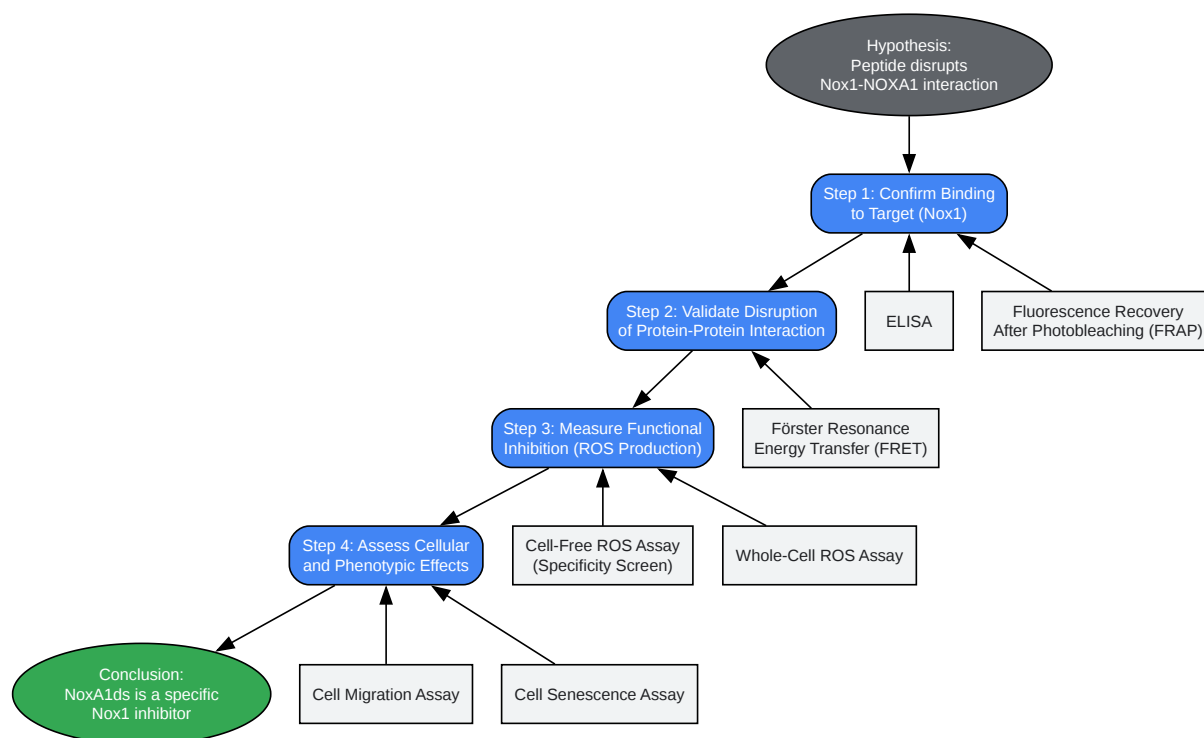 Hypothesis:
Peptide disrupts
Nox1-NOXA1 interaction
Step 1: Confirm Binding
to Target (Nox1)
Step 2: Validate Disruption
of Protein-Protein Interaction
ELISA
Fluorescence Recovery
After Photobleaching (FRAP)
Step 3: Measure Functional
Inhibition (ROS Production)
Förster Resonance
Energy Transfer (FRET)
Step 4: Assess Cellular
and Phenotypic Effects
Cell-Free ROS Assay
(Specificity Screen)
Whole-Cell ROS Assay
Conclusion:
NoxA1ds is a specific
Nox1 inhibitor
Cell Migration Assay
Cell Senescence Assay